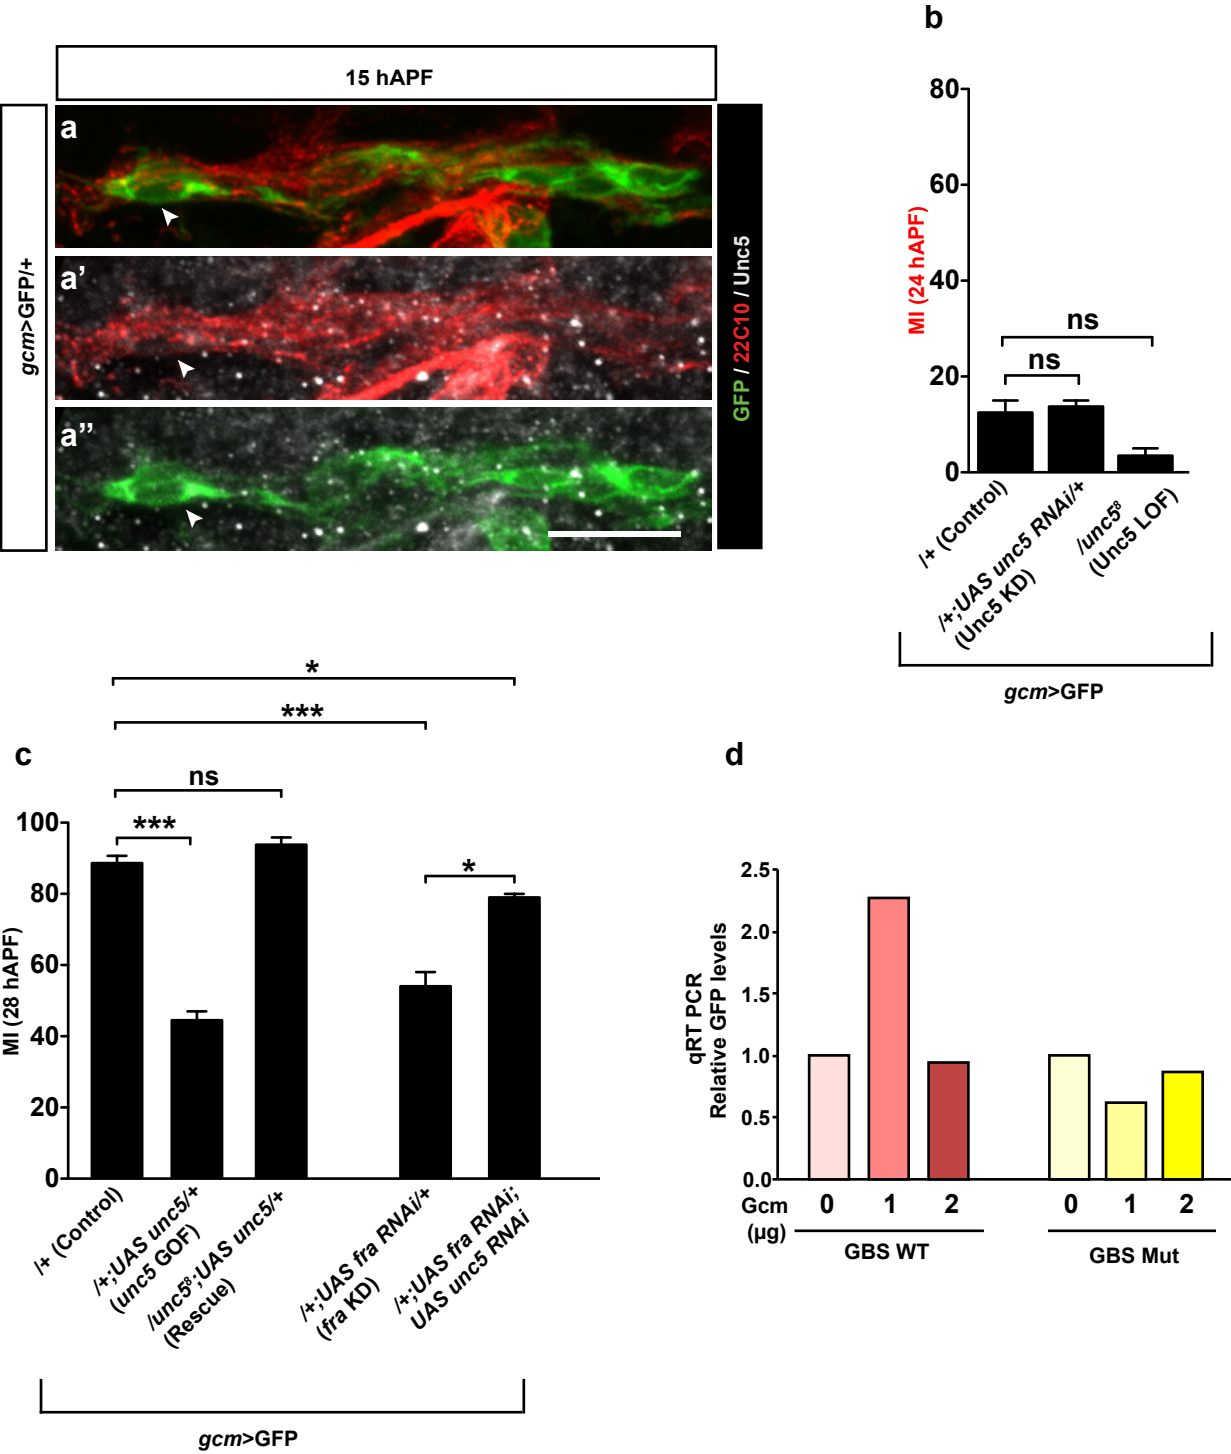 15 hAPF
gcm>GFP/+
a
a'
a''
GFP / 22C10 / Unc5
b
MI (24 hAPF)
80
60
40
20
0
ns
ns
/+ (Control)
/+;UAS unc5 RNAi/+
(Unc5 KD)
/unc5⁸
(Unc5 LOF)
gcm>GFP
c
MI (28 hAPF)
100
80
60
40
20
0
*
***
ns
***
*
/+ (Control)
/+;UAS unc5/+
(unc5 GOF)
/unc5⁸;UAS unc5/+
(Rescue)
/+;UAS fra RNAi/+
(fra KD)
/+;UAS fra RNAi;
UAS unc5 RNAi
gcm>GFP
d
qRT PCR
Relative GFP levels
2.5
2.0
1.5
1.0
0.5
0.0
Gcm 0 1 2 0 1 2
(µg)
GBS WT
GBS Mut